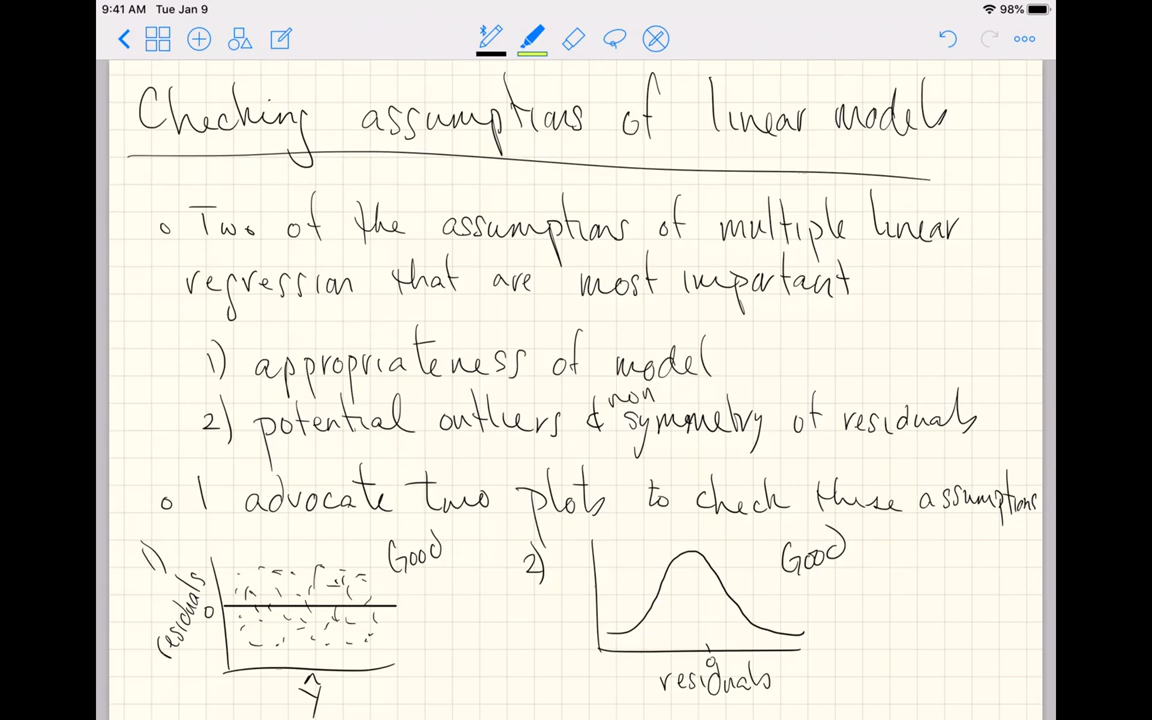 9:41 AM Tue Jan 9
98%
Checking assumptions of linear models
o Two of the assumptions of multiple linear
regression that are most important
1) appropriateness of model
2) potential outliers & non symmetry of residuals
o I advocate two plots to check these assumptions
1)
Good
residuals
0
ŷ
2)
Good
0
residuals